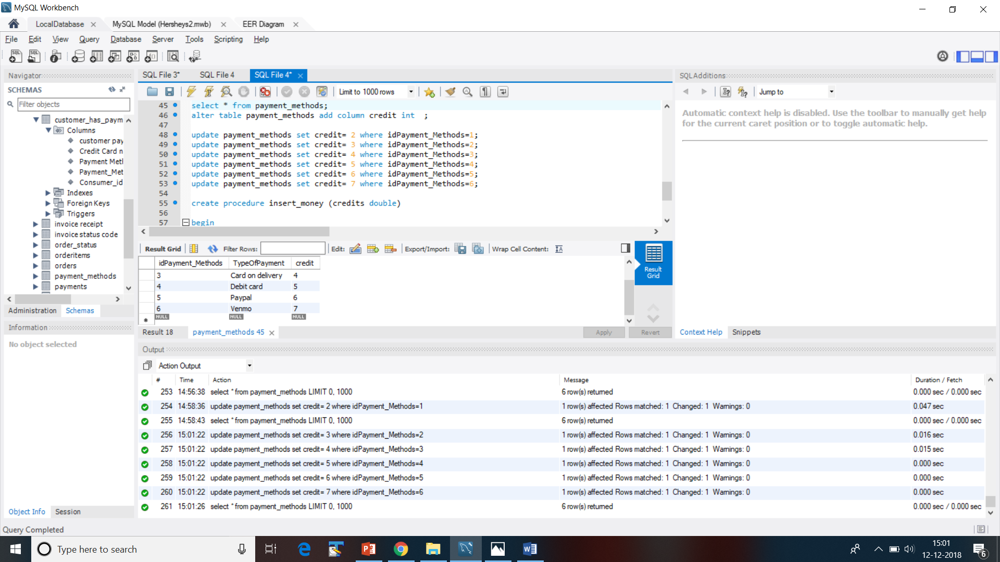 MySQL Workbench
LocalDatabase
MySQL Model (Hersheys2.mwb)
EER Diagram
File Edit View Query Database Server Tools Scripting Help
Navigator
SCHEMAS
Filter objects
customer_has_paym
Columns
customer pay
Credit Card n
Payment Metl
Payment_Met
Consumer_id
Indexes
Foreign Keys
Triggers
invoice receipt
invoice status code
order_status
orderitems
orders
payment_methods
payments
Administration Schemas
Information
No object selected
Object Info Session
SQL File 3* SQL File 4 SQL File 4*
Limit to 1000 rows
45 select * from payment_methods;
46 alter table payment_methods add column credit int ;
47
48 update payment_methods set credit= 2 where idPayment_Methods=1;
49 update payment_methods set credit= 3 where idPayment_Methods=2;
50 update payment_methods set credit= 4 where idPayment_Methods=3;
51 update payment_methods set credit= 5 where idPayment_Methods=4;
52 update payment_methods set credit= 6 where idPayment_Methods=5;
53 update payment_methods set credit= 7 where idPayment_Methods=6;
54
55 create procedure insert_money (credits double)
56
57 begin
Result Grid Filter Rows: Edit: Export/Import: Wrap Cell Content:
idPayment_Methods TypeOfPayment credit
3 Card on delivery 4
4 Debit card 5
5 Paypal 6
6 Venmo 7
NULL NULL NULL
Result Grid
Result 18 payment_methods 45 Apply Revert
SQLAdditions
Jump to
Automatic context help is disabled. Use the toolbar to manually get help
for the current caret position or to toggle automatic help.
Context Help Snippets
Output
Action Output
# Time Action Message Duration / Fetch
253 14:56:38 select * from payment_methods LIMIT 0, 1000 6 row(s) returned 0.000 sec / 0.000 sec
254 14:58:36 update payment_methods set credit= 2 where idPayment_Methods=1 1 row(s) affected Rows matched: 1 Changed: 1 Warnings: 0 0.047 sec
255 14:58:43 select * from payment_methods LIMIT 0, 1000 6 row(s) returned 0.000 sec / 0.000 sec
256 15:01:22 update payment_methods set credit= 3 where idPayment_Methods=2 1 row(s) affected Rows matched: 1 Changed: 1 Warnings: 0 0.016 sec
257 15:01:22 update payment_methods set credit= 4 where idPayment_Methods=3 1 row(s) affected Rows matched: 1 Changed: 1 Warnings: 0 0.015 sec
258 15:01:22 update payment_methods set credit= 5 where idPayment_Methods=4 1 row(s) affected Rows matched: 1 Changed: 1 Warnings: 0 0.000 sec
259 15:01:22 update payment_methods set credit= 6 where idPayment_Methods=5 1 row(s) affected Rows matched: 1 Changed: 1 Warnings: 0 0.000 sec
260 15:01:22 update payment_methods set credit= 7 where idPayment_Methods=6 1 row(s) affected Rows matched: 1 Changed: 1 Warnings: 0 0.000 sec
261 15:01:26 select * from payment_methods LIMIT 0, 1000 6 row(s) returned 0.000 sec / 0.000 sec
Query Completed
Type here to search
15:01
12-12-2018
6